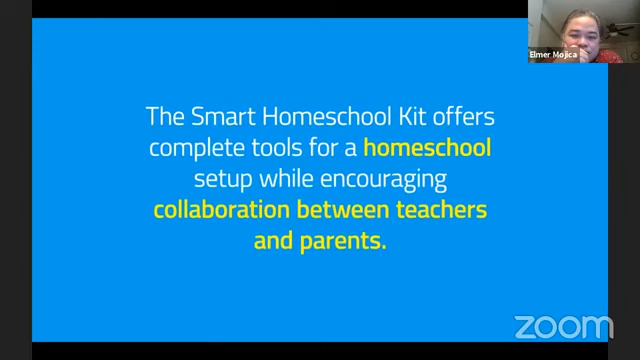 Elmer Mojica
The Smart Homeschool Kit offers
complete tools for a homeschool
setup while encouraging
collaboration between teachers
and parents.
zoom